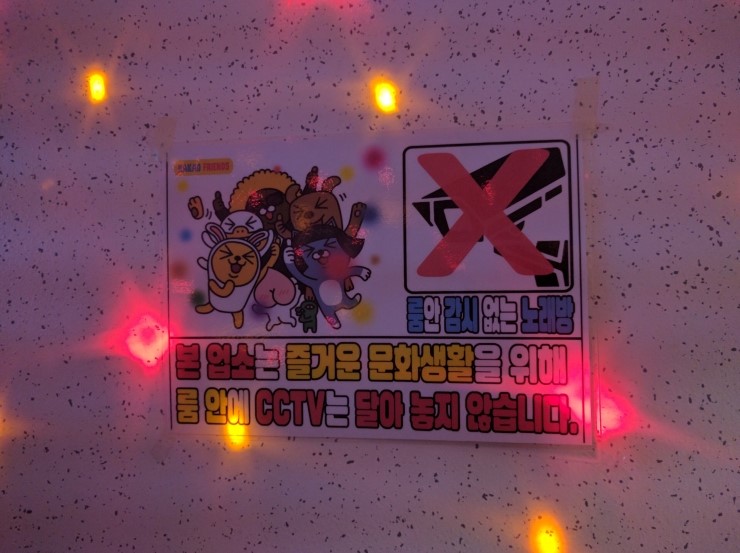 KAKAO FRIENDS
룸안 감시 없는 노래방
본 업소는 즐거운 문화생활을 위해
룸 안에 CCTV는 달아 놓지 않습니다.